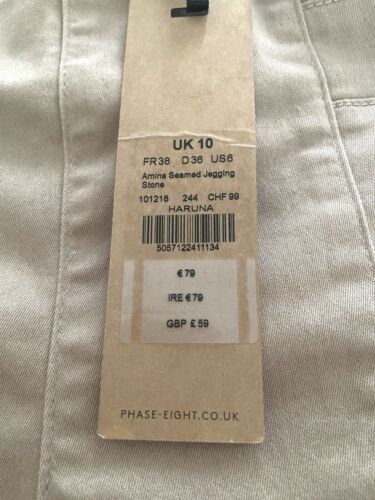 UK 10
FR38 D36 US6
Amina Seamed Jegging
Stone
101218 244 CHF 99
HARUNA
5057122411134
€79
IRE €79
GBP £59
PHASE-EIGHT.CO.UK